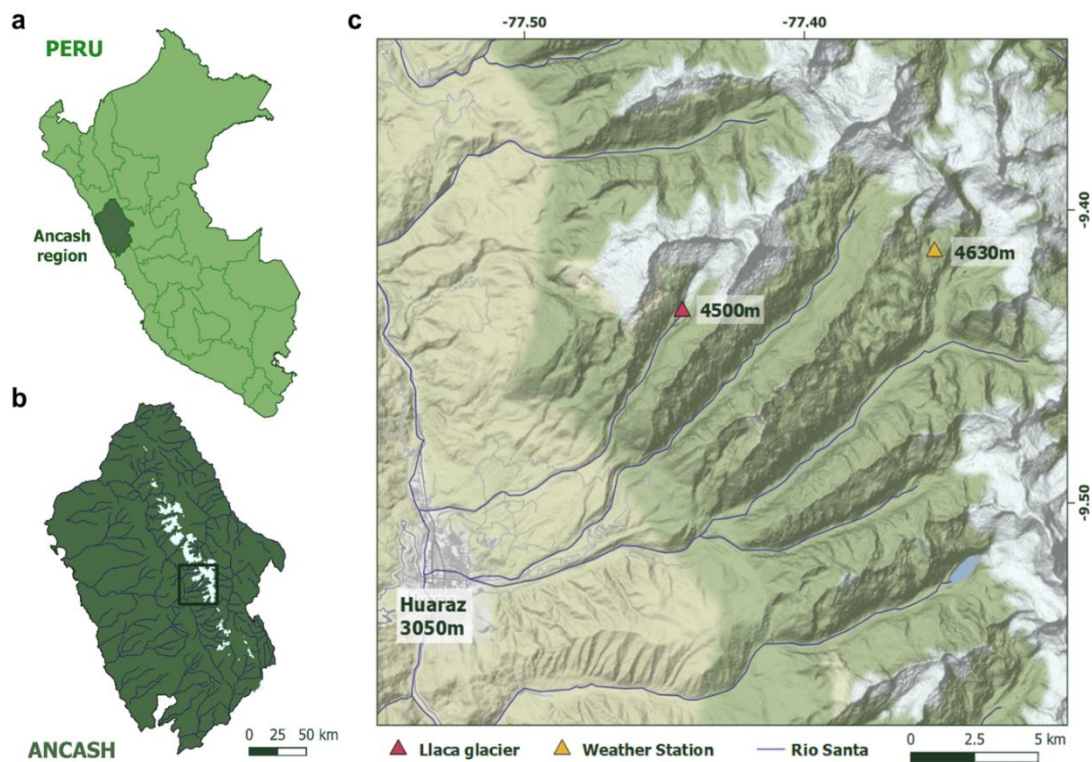 a
PERU
Ancash
region
b
ANCASH
0 25 50 km
c
-77.50 -77.40
-9.40
-9.50
4630m
4500m
Huaraz
3050m
Llaca glacier
Weather Station
Rio Santa
0 2.5 5 km